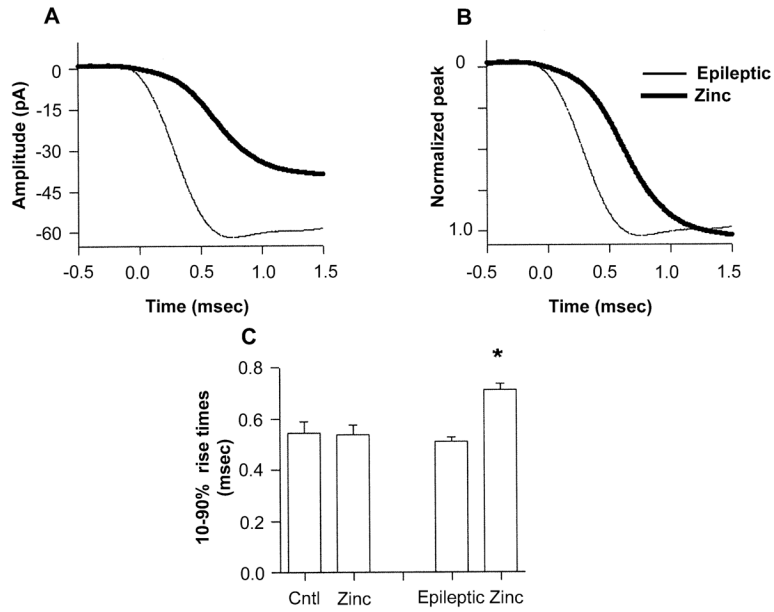 A
Amplitude (pA)
0
-15
-30
-45
-60
-0.5 0.0 0.5 1.0 1.5
Time (msec)
B
Normalized peak
0
1.0
-0.5 0.0 0.5 1.0 1.5
Time (msec)
Epileptic
Zinc
C
10-90% rise times
(msec)
0.8
0.6
0.4
0.2
0.0
*
Cntl Zinc Epileptic Zinc